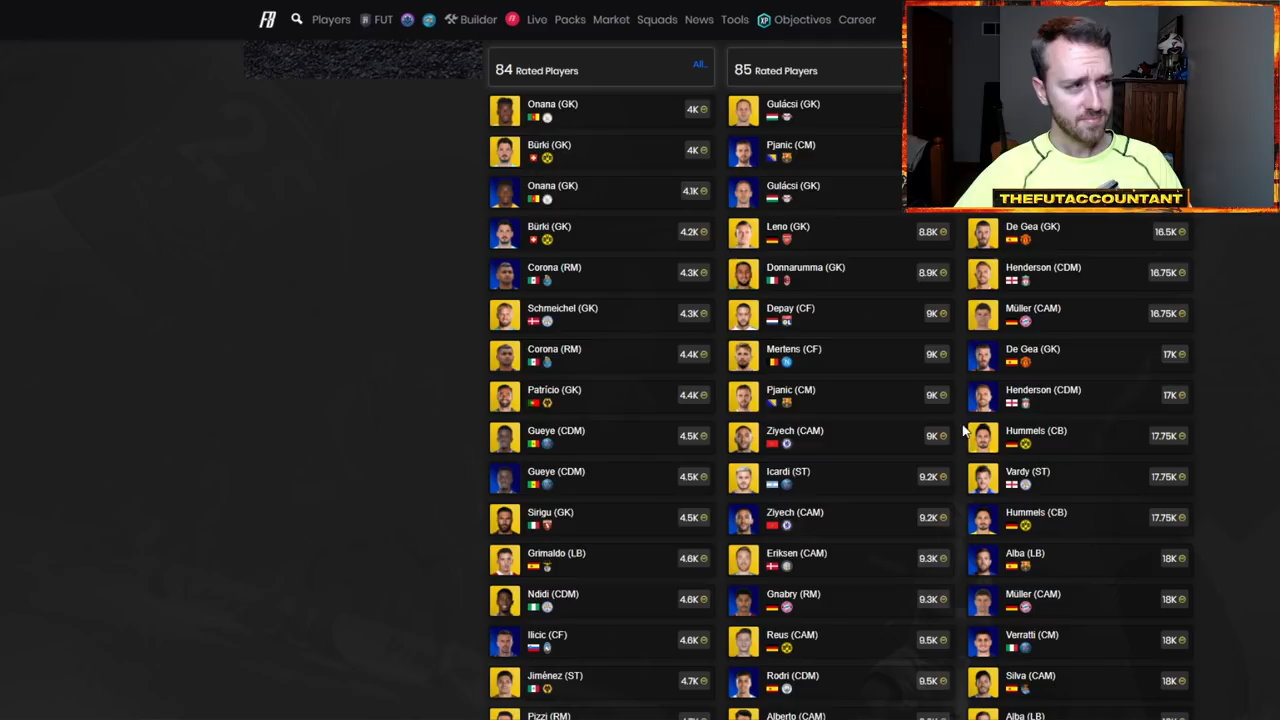 Players FUT Builder Live Packs Market Squads News Tools XP Objectives Career
84 Rated Players All..
Onana (GK) 4K
Bürki (GK) 4K
Onana (GK) 4.1K
Bürki (GK) 4.2K
Corona (RM) 4.3K
Schmeichel (GK) 4.3K
Corona (RM) 4.4K
Patrício (GK) 4.4K
Gueye (CDM) 4.5K
Gueye (CDM) 4.5K
Sirigu (GK) 4.5K
Grimaldo (LB) 4.6K
Ndidi (CDM) 4.6K
Ilicic (CF) 4.6K
Jiménez (ST) 4.7K
Pizzi (RM)
85 Rated Players
Gulácsi (GK)
Pjanic (CM)
Gulácsi (GK)
Leno (GK) 8.8K
Donnarumma (GK) 8.9K
Depay (CF) 9K
Mertens (CF) 9K
Pjanic (CM) 9K
Ziyech (CAM) 9K
Icardi (ST) 9.2K
Ziyech (CAM) 9.2K
Eriksen (CAM) 9.3K
Gnabry (RM) 9.3K
Reus (CAM) 9.5K
Rodri (CDM) 9.5K
Alberto (CAM)
THEFUTACCOUNTANT
De Gea (GK) 16.5K
Henderson (CDM) 16.75K
Müller (CAM) 16.75K
De Gea (GK) 17K
Henderson (CDM) 17K
Hummels (CB) 17.75K
Vardy (ST) 17.75K
Hummels (CB) 17.75K
Alba (LB) 18K
Müller (CAM) 18K
Verratti (CM) 18K
Silva (CAM) 18K
Alba (LB)